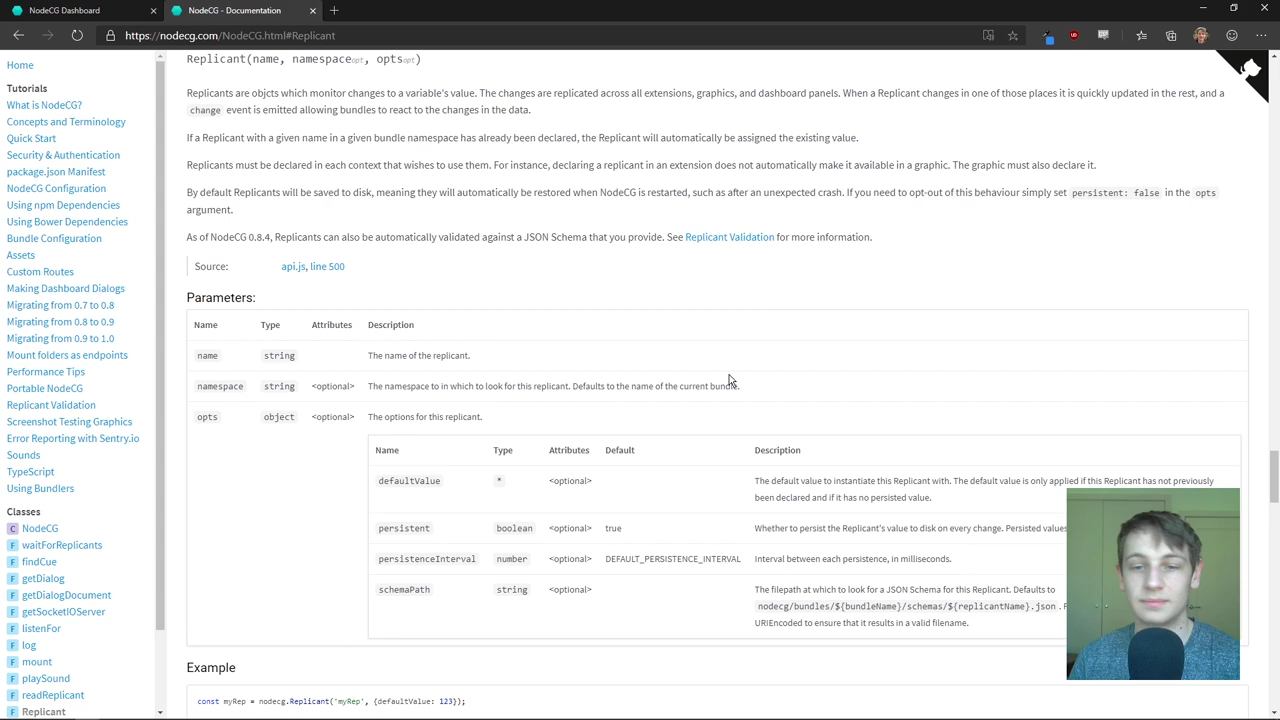 NodeCG Dashboard
NodeCG - Documentation
https://nodecg.com/NodeCG.html#Replicant
Home
Tutorials
What is NodeCG?
Concepts and Terminology
Quick Start
Security & Authentication
package.json Manifest
NodeCG Configuration
Using npm Dependencies
Using Bower Dependencies
Bundle Configuration
Assets
Custom Routes
Making Dashboard Dialogs
Migrating from 0.7 to 0.8
Migrating from 0.8 to 0.9
Migrating from 0.9 to 1.0
Mount folders as endpoints
Performance Tips
Portable NodeCG
Replicant Validation
Screenshot Testing Graphics
Error Reporting with Sentry.io
Sounds
TypeScript
Using Bundlers
Classes
C NodeCG
F waitForReplicants
F findCue
F getDialog
F getDialogDocument
F getSocketIOServer
F listenFor
F log
F mount
F playSound
F readReplicant
F Replicant
Replicant(name, namespaceopt, optsopt)
Replicants are objcts which monitor changes to a variable's value. The changes are replicated across all extensions, graphics, and dashboard panels. When a Replicant changes in one of those places it is quickly updated in the rest, and a
change event is emitted allowing bundles to react to the changes in the data.
If a Replicant with a given name in a given bundle namespace has already been declared, the Replicant will automatically be assigned the existing value.
Replicants must be declared in each context that wishes to use them. For instance, declaring a replicant in an extension does not automatically make it available in a graphic. The graphic must also declare it.
By default Replicants will be saved to disk, meaning they will automatically be restored when NodeCG is restarted, such as after an unexpected crash. If you need to opt-out of this behaviour simply set persistent: false in the opts
argument.
As of NodeCG 0.8.4, Replicants can also be automatically validated against a JSON Schema that you provide. See Replicant Validation for more information.
Source: api.js, line 500
Parameters:
Name Type Attributes Description
name string The name of the replicant.
namespace string <optional> The namespace to in which to look for this replicant. Defaults to the name of the current bundle.
opts object <optional> The options for this replicant.
Name Type Attributes Default Description
defaultValue * <optional> The default value to instantiate this Replicant with. The default value is only applied if this Replicant has not previously
been declared and if it has no persisted value.
persistent boolean <optional> true Whether to persist the Replicant's value to disk on every change. Persisted values
persistenceInterval number <optional> DEFAULT_PERSISTENCE_INTERVAL Interval between each persistence, in milliseconds.
schemaPath string <optional> The filepath at which to look for a JSON Schema for this Replicant. Defaults to
nodecg/bundles/${bundleName}/schemas/${replicantName}.json.
URIEncoded to ensure that it results in a valid filename.
Example
const myRep = nodecg.Replicant('myRep', {defaultValue: 123});